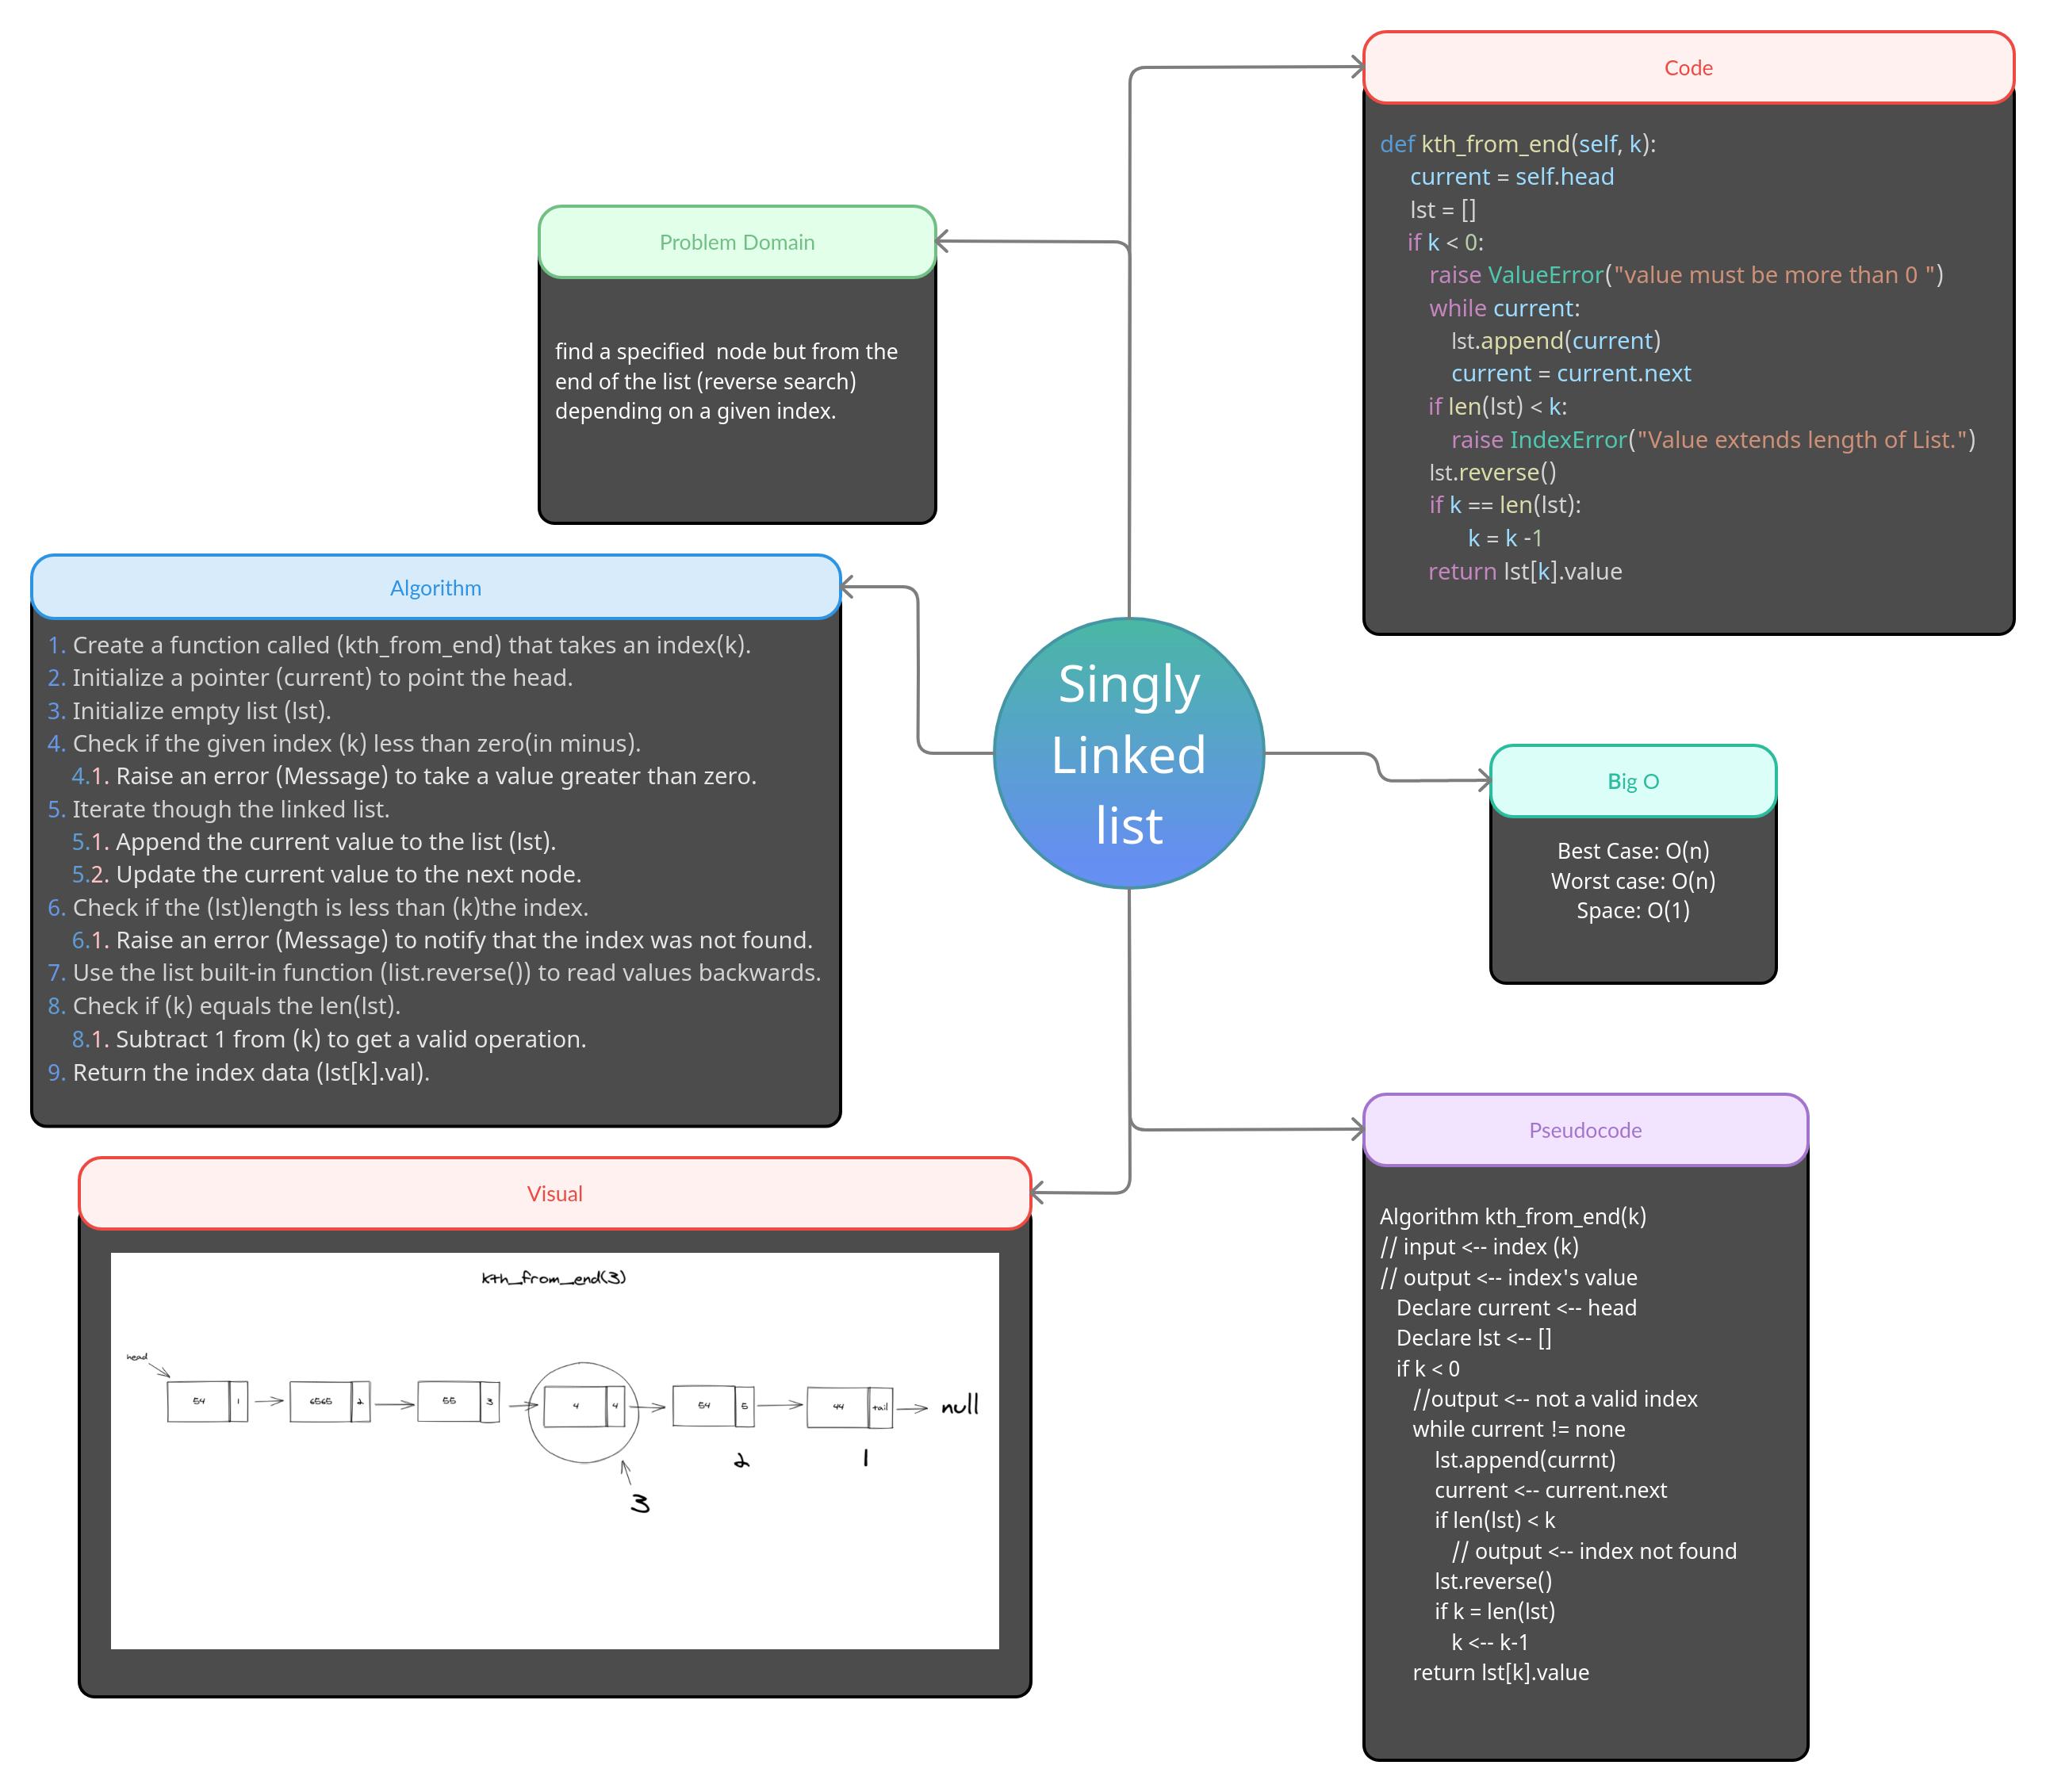 Code
def kth_from_end(self, k):
current = self.head
lst = []
if k < 0:
raise ValueError("value must be more than 0 ")
while current:
lst.append(current)
current = current.next
if len(lst) < k:
raise IndexError("Value extends length of List.")
lst.reverse()
if k == len(lst):
k = k -1
return lst[k].value
Problem Domain
find a specified  node but from the
end of the list (reverse search)
depending on a given index.
Algorithm
1. Create a function called (kth_from_end) that takes an index(k).
2. Initialize a pointer (current) to point the head.
3. Initialize empty list (lst).
4. Check if the given index (k) less than zero(in minus).
4.1. Raise an error (Message) to take a value greater than zero.
5. Iterate though the linked list.
5.1. Append the current value to the list (lst).
5.2. Update the current value to the next node.
6. Check if the (lst)length is less than (k)the index.
6.1. Raise an error (Message) to notify that the index was not found.
7. Use the list built-in function (list.reverse()) to read values backwards.
8. Check if (k) equals the len(lst).
8.1. Subtract 1 from (k) to get a valid operation.
9. Return the index data (lst[k].val).
Singly
Linked
list
Big O
Best Case: O(n)
Worst case: O(n)
Space: O(1)
Visual
kth_from_end(3)
head
54 1 6565 2 55 3 4 4 54 5 44 tail null
2 1
3
Pseudocode
Algorithm kth_from_end(k)
// input <-- index (k)
// output <-- index's value
Declare current <-- head
Declare lst <-- []
if k < 0
//output <-- not a valid index
while current != none
lst.append(currnt)
current <-- current.next
if len(lst) < k
// output <-- index not found
lst.reverse()
if k = len(lst)
k <-- k-1
return lst[k].value